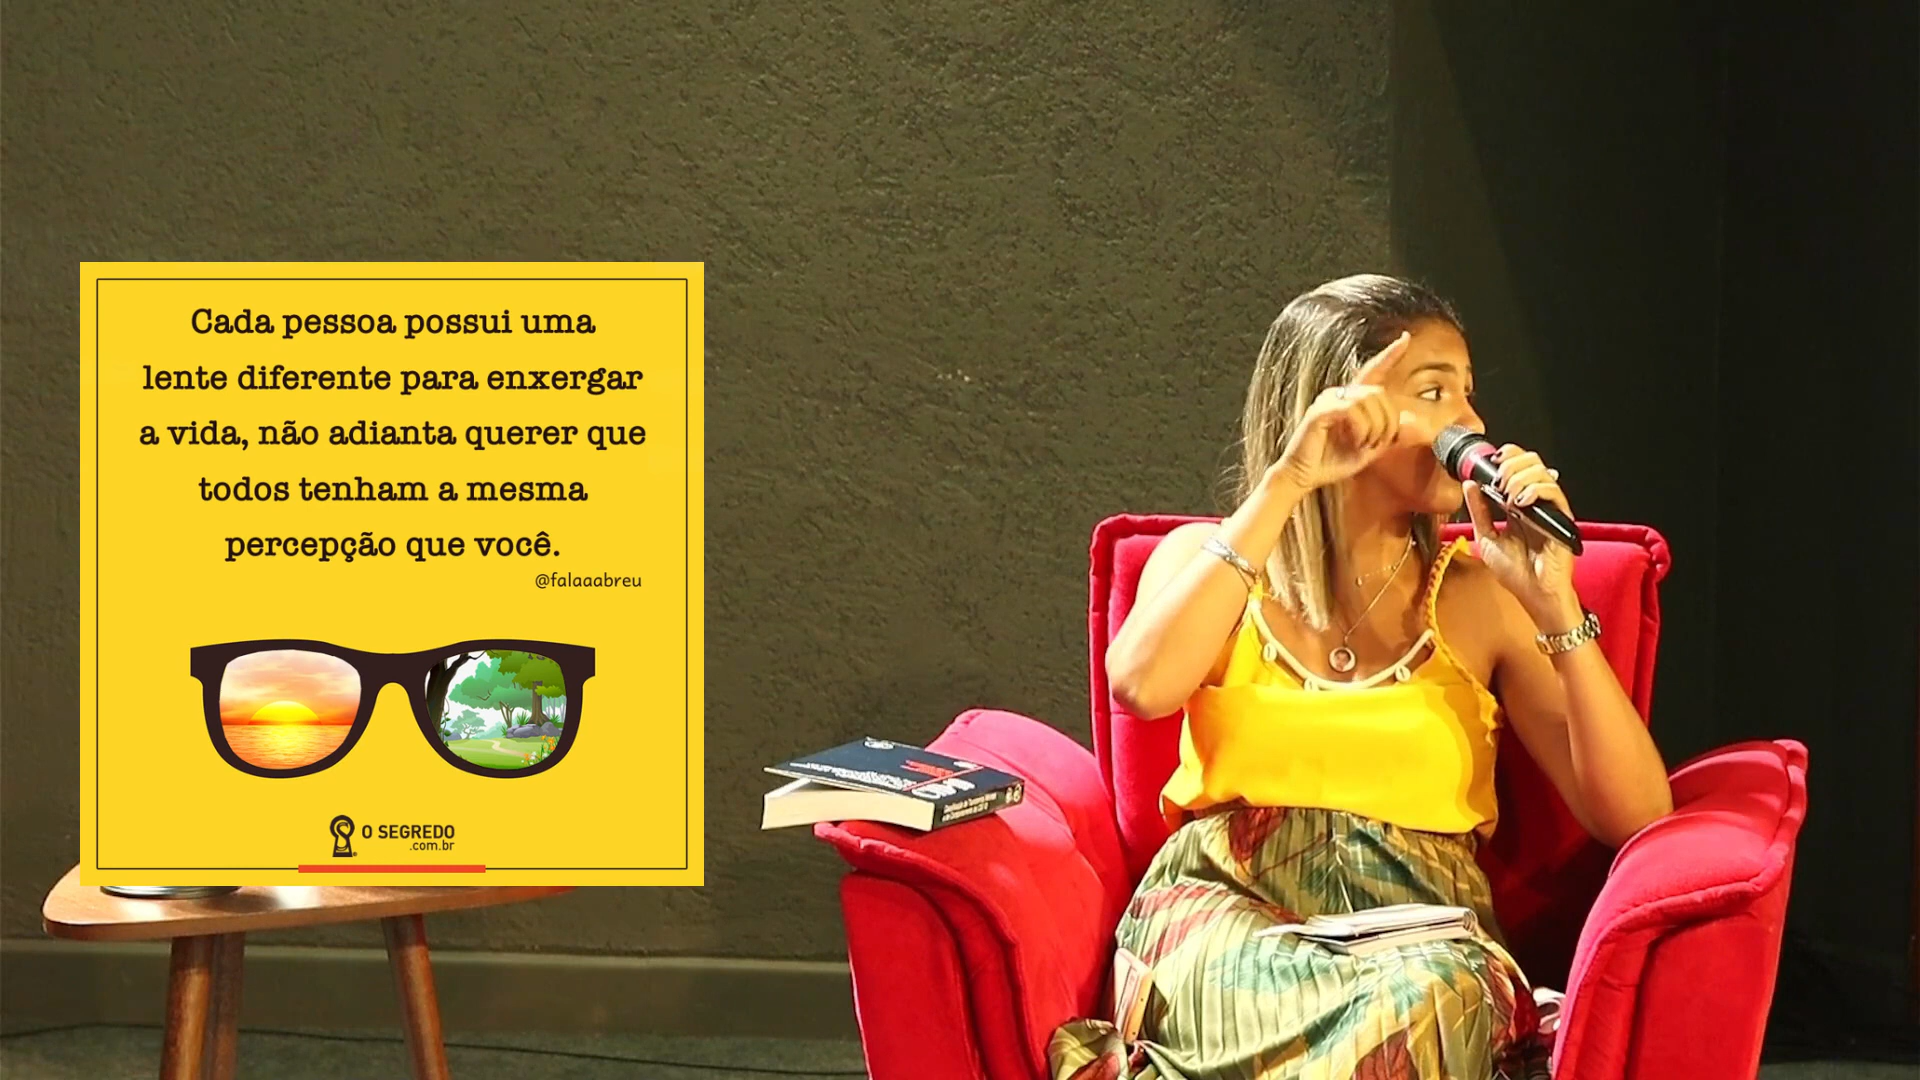 Cada pessoa possui uma
lente diferente para enxergar
a vida, não adianta querer que
todos tenham a mesma
percepção que você.
@falaaabreu
O SEGREDO
.com.br